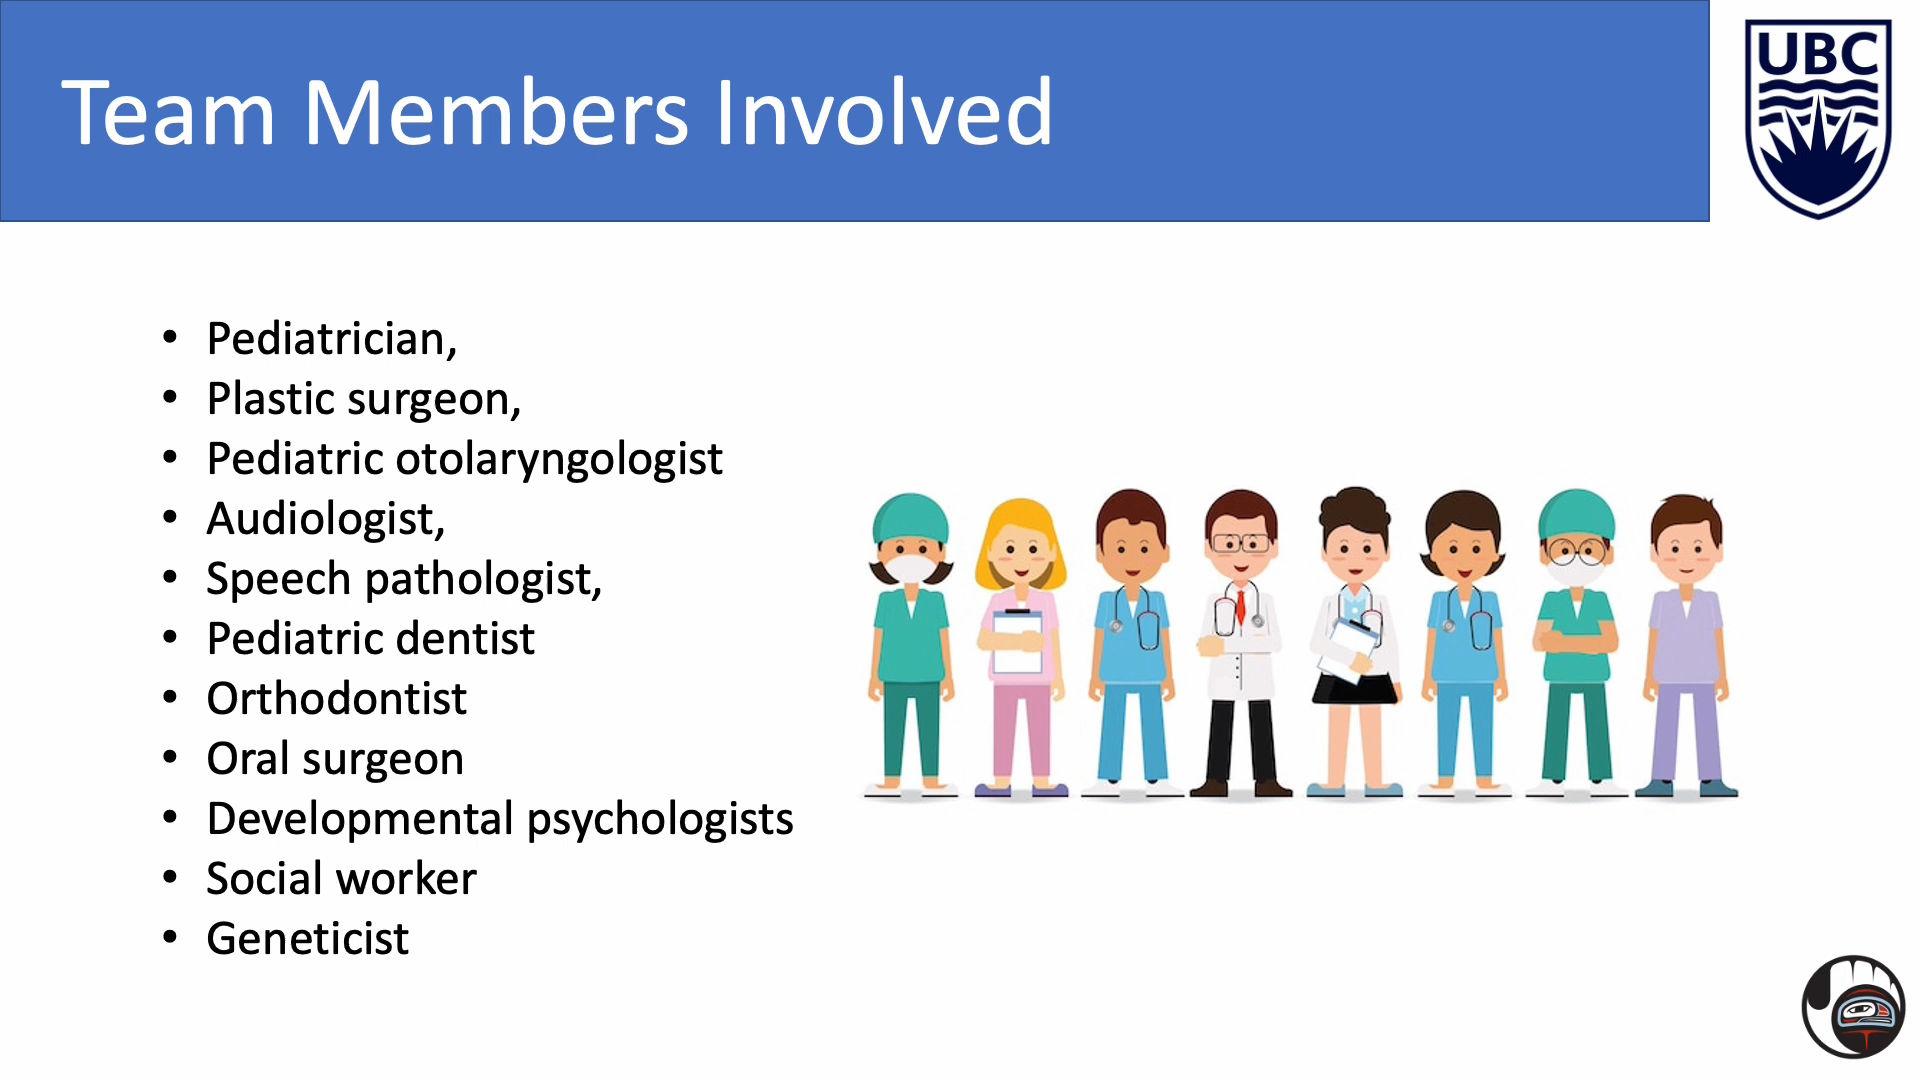 Team Members Involved
UBC
• Pediatrician,
• Plastic surgeon,
• Pediatric otolaryngologist
• Audiologist,
• Speech pathologist,
• Pediatric dentist
• Orthodontist
• Oral surgeon
• Developmental psychologists
• Social worker
• Geneticist